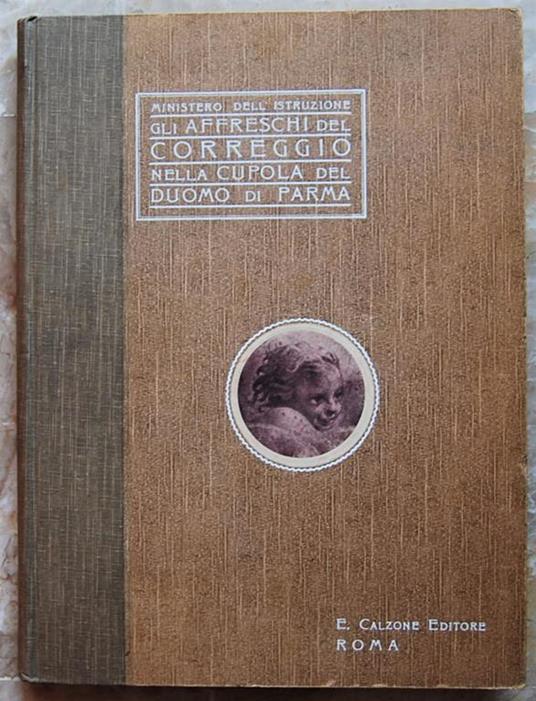 MINISTERO DELL ISTRUZIONE
GLI AFFRESCHI DEL
CORREGGIO
NELLA CUPOLA DEL
DUOMO DI PARMA
E. CALZONE EDITORE
ROMA